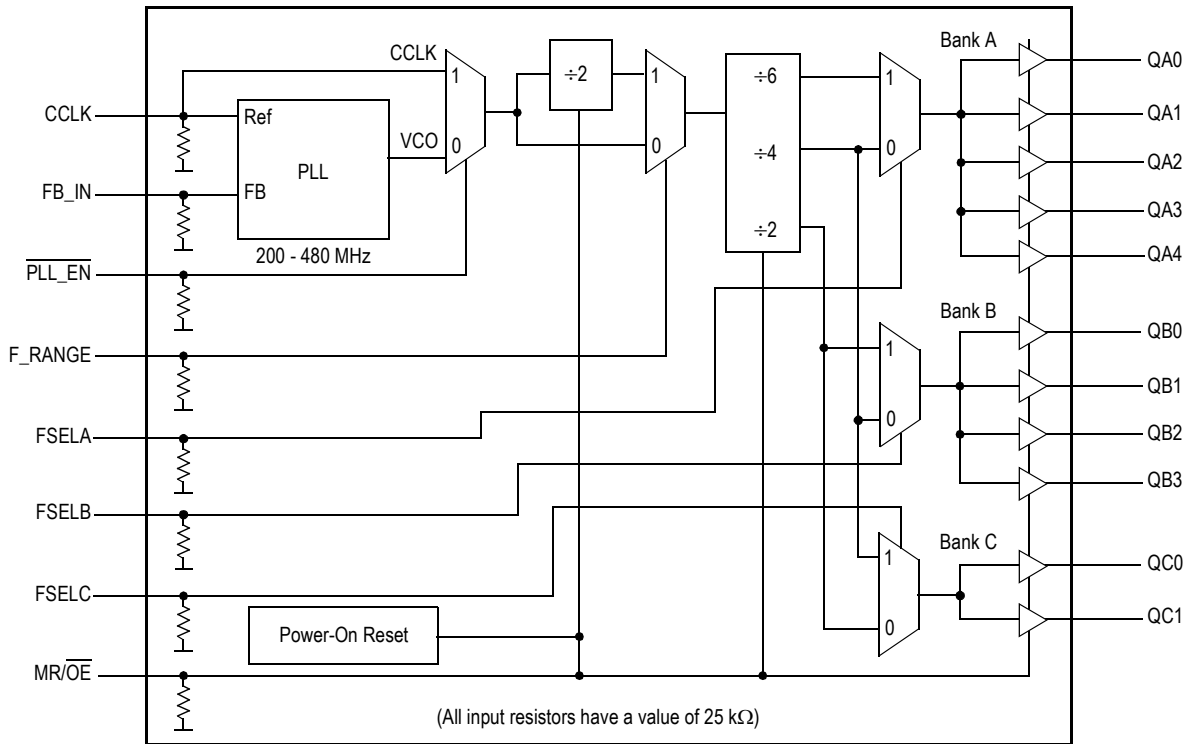 CCLK
CCLK
Ref
VCO
PLL
FB_IN
FB
200 - 480 MHz
PLL_EN
F_RANGE
FSELA
FSELB
FSELC
MR/OE
Power-On Reset
1
0
÷2
1
0
÷6
÷4
÷2
1
0
Bank A
QA0
QA1
QA2
QA3
QA4
1
0
Bank B
QB0
QB1
QB2
QB3
1
0
Bank C
QC0
QC1
(All input resistors have a value of 25 kΩ)